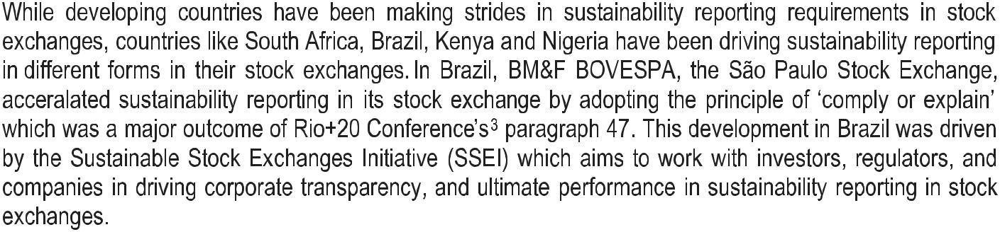 While developing countries have been making strides in sustainability reporting requirements in stock
exchanges, countries like South Africa, Brazil, Kenya and Nigeria have been driving sustainability reporting
in different forms in their stock exchanges. In Brazil, BM&F BOVESPA, the São Paulo Stock Exchange,
acceralated sustainability reporting in its stock exchange by adopting the principle of ‘comply or explain’
which was a major outcome of Rio+20 Conference’s³ paragraph 47. This development in Brazil was driven
by the Sustainable Stock Exchanges Initiative (SSEI) which aims to work with investors, regulators, and
companies in driving corporate transparency, and ultimate performance in sustainability reporting in stock
exchanges.